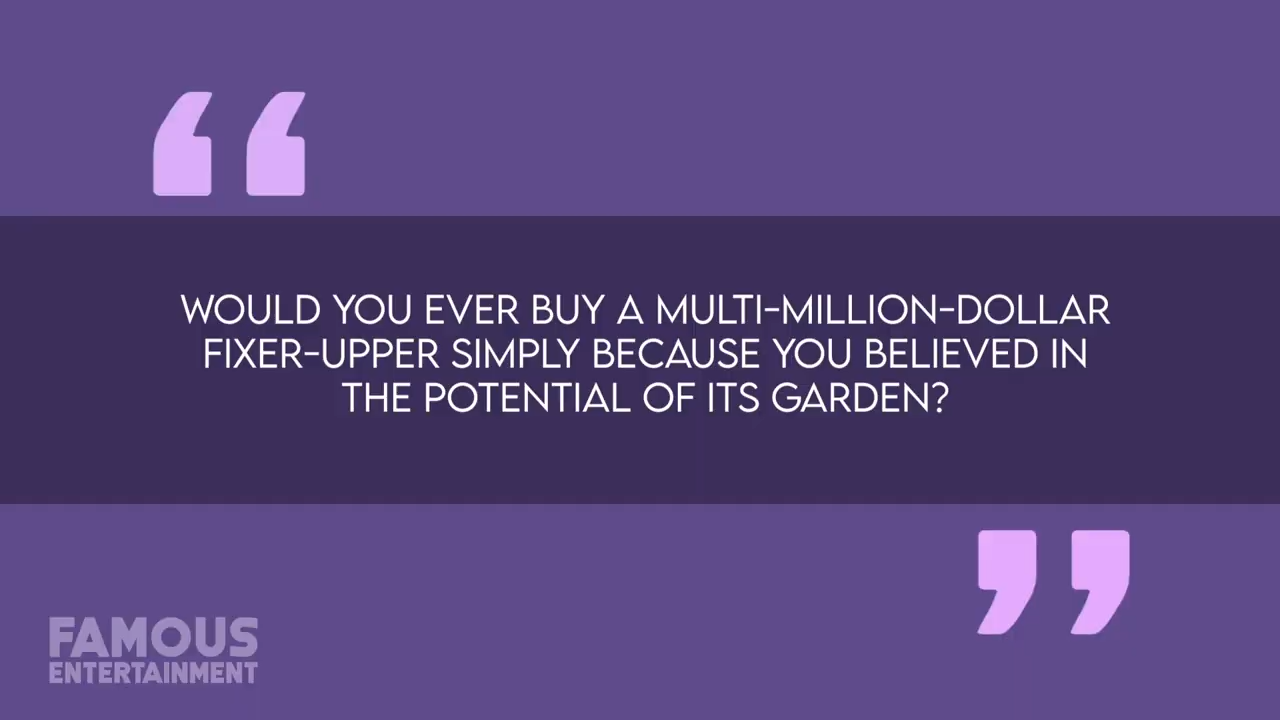 WOULD YOU EVER BUY A MULTI-MILLION-DOLLAR
FIXER-UPPER SIMPLY BECAUSE YOU BELIEVED IN
THE POTENTIAL OF ITS GARDEN?
FAMOUS
ENTERTAINMENT